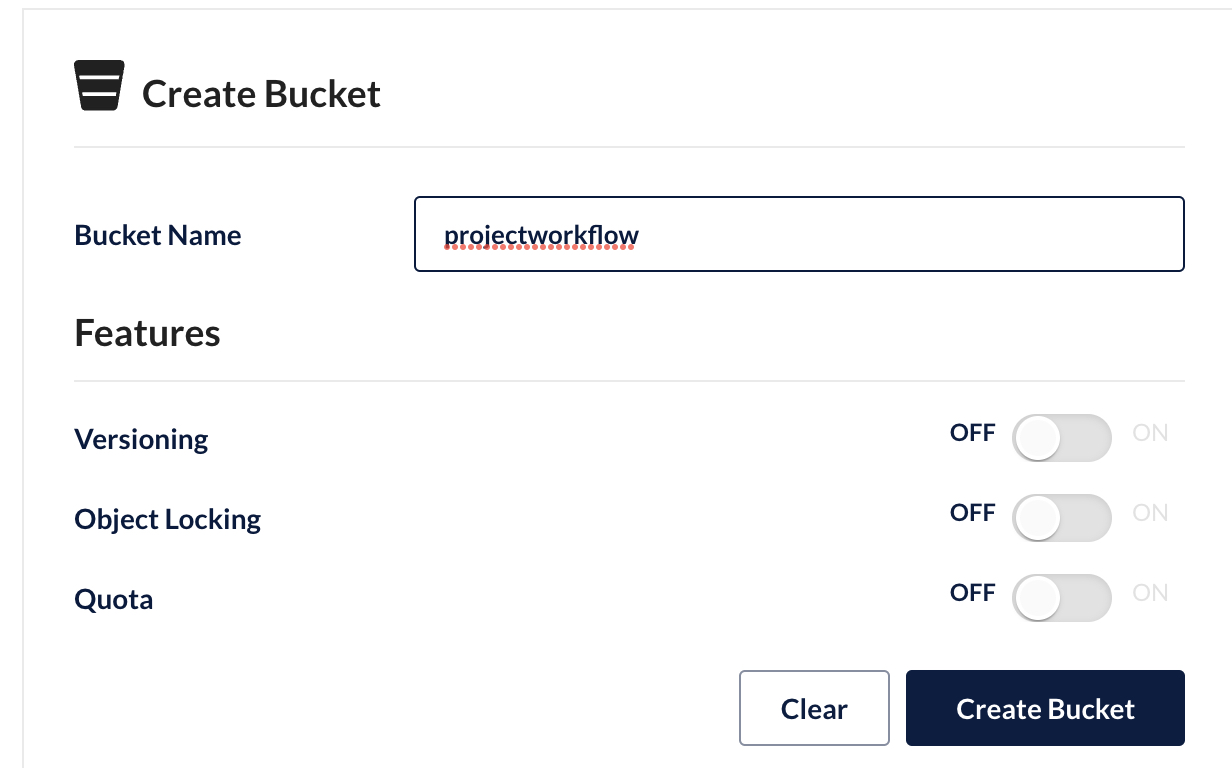 Create Bucket
Bucket Name
projectworkflow
Features
Versioning
OFF ON
Object Locking
OFF ON
Quota
OFF ON
Clear
Create Bucket